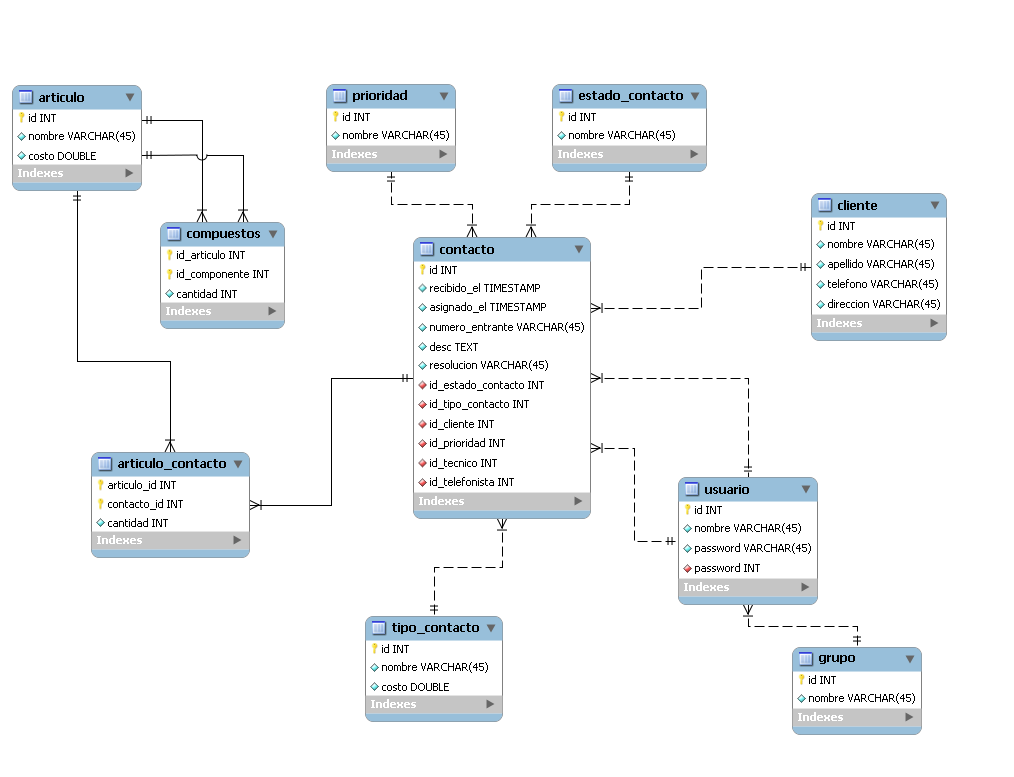 articulo
id INT
nombre VARCHAR(45)
costo DOUBLE
Indexes
prioridad
id INT
nombre VARCHAR(45)
Indexes
estado_contacto
id INT
nombre VARCHAR(45)
Indexes
cliente
id INT
nombre VARCHAR(45)
apellido VARCHAR(45)
telefono VARCHAR(45)
direccion VARCHAR(45)
Indexes
compuestos
id_articulo INT
id_componente INT
cantidad INT
Indexes
contacto
id INT
recibido_el TIMESTAMP
asignado_el TIMESTAMP
numero_entrante VARCHAR(45)
desc TEXT
resolucion VARCHAR(45)
id_estado_contacto INT
id_tipo_contacto INT
id_cliente INT
id_prioridad INT
id_tecnico INT
id_telefonista INT
Indexes
articulo_contacto
articulo_id INT
contacto_id INT
cantidad INT
Indexes
usuario
id INT
nombre VARCHAR(45)
password VARCHAR(45)
password INT
Indexes
tipo_contacto
id INT
nombre VARCHAR(45)
costo DOUBLE
Indexes
grupo
id INT
nombre VARCHAR(45)
Indexes